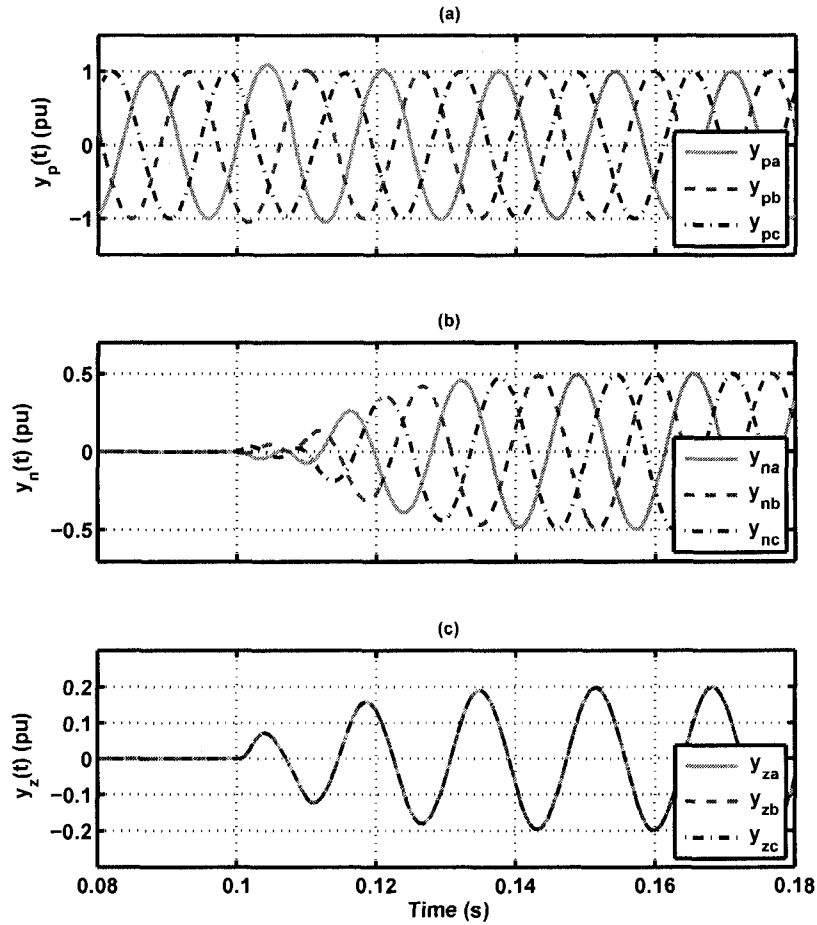 (a)
y_p(t) (pu)
1
0
−1
y_pa
y_pb
y_pc
(b)
y_n(t) (pu)
0.5
0
−0.5
y_na
y_nb
y_nc
(c)
y_z(t) (pu)
0.2
0.1
0
−0.1
−0.2
y_za
y_zb
y_zc
0.08 0.1 0.12 0.14 0.16 0.18
Time (s)